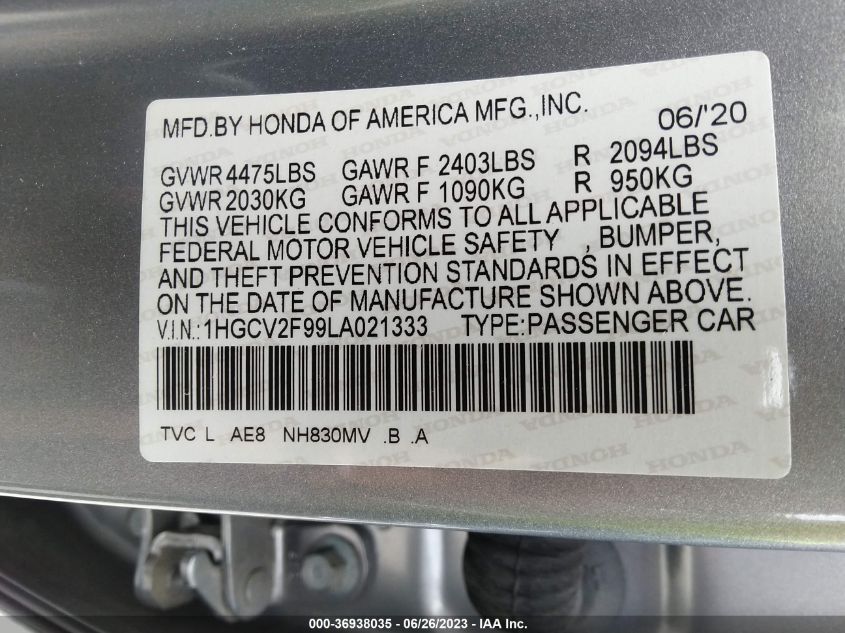 MFD.BY HONDA OF AMERICA MFG.,INC. 06/'20
GVWR 4475LBS GAWR F 2403LBS R 2094LBS
GVWR 2030KG GAWR F 1090KG R 950KG
THIS VEHICLE CONFORMS TO ALL APPLICABLE
FEDERAL MOTOR VEHICLE SAFETY , BUMPER,
AND THEFT PREVENTION STANDARDS IN EFFECT
ON THE DATE OF MANUFACTURE SHOWN ABOVE.
V.I.N.:1HGCV2F99LA021333 TYPE:PASSENGER CAR
TVC L AE8 NH830MV .B .A
000-36938035 - 06/26/2023 - © IAA Inc.